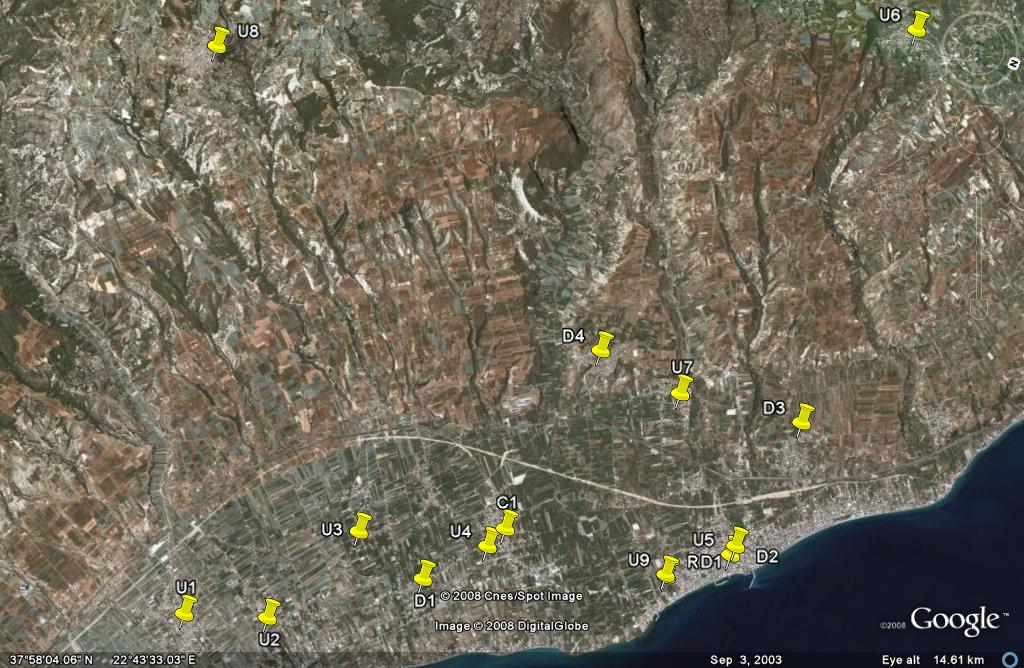 U8
U6
N
D4
U7
D3
C1
U3
U4
U5
U9
RD1
D2
U1
D1
U2
© 2008 Cnes/Spot Image
Image © 2008 DigitalGlobe
©2008 Google™
37°58'04.06" N 22°43'33.03" E Sep 3, 2003 Eye alt 14.61 km